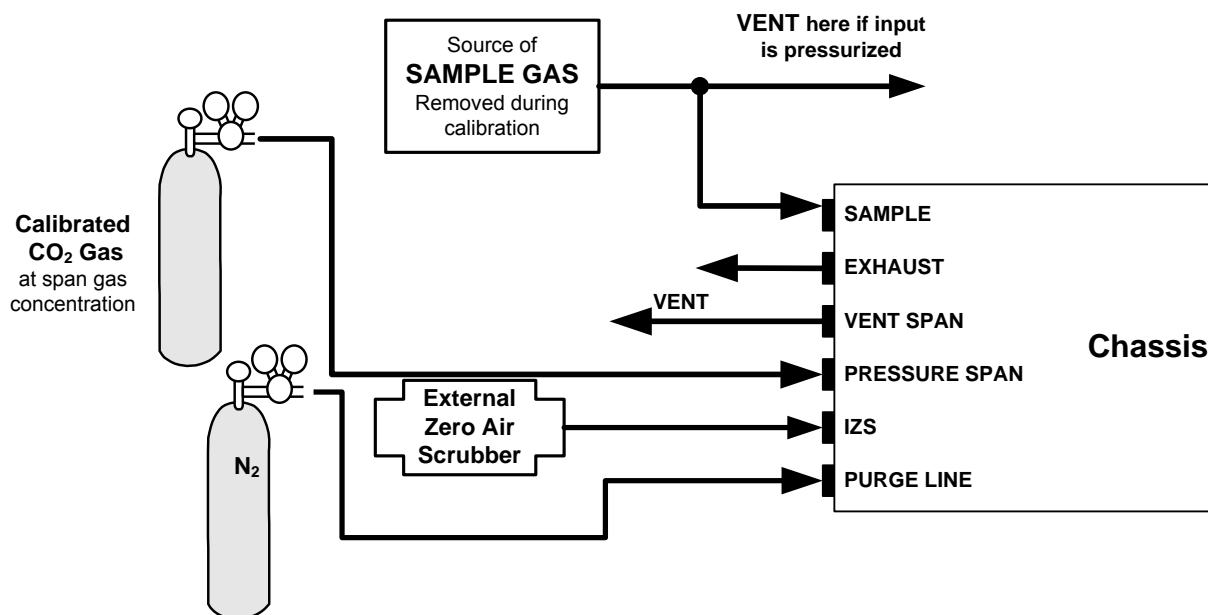 Source of
SAMPLE GAS
Removed during
calibration
VENT here if input
is pressurized
Calibrated
CO₂ Gas
at span gas
concentration
N₂
External
Zero Air
Scrubber
VENT
SAMPLE
EXHAUST
VENT SPAN
PRESSURE SPAN
IZS
PURGE LINE
Chassis